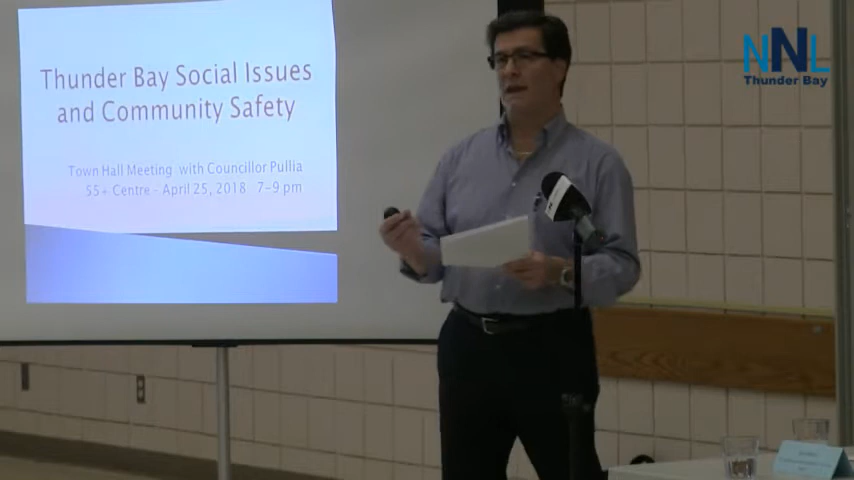 Thunder Bay Social Issues
and Community Safety
Town Hall Meeting with Councillor Pullia
55+ Centre - April 25, 2018 7-9 pm
NNL
Thunder Bay